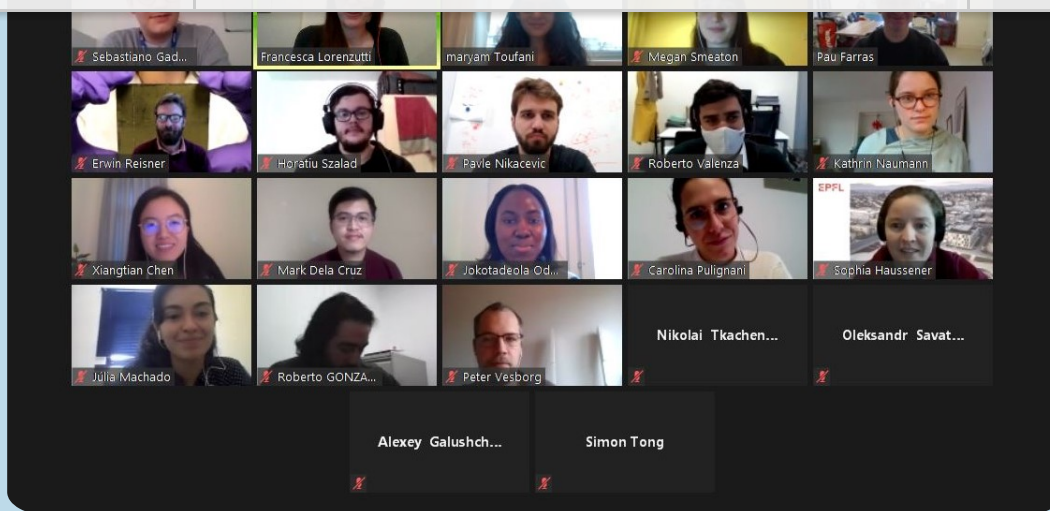 Sebastiano Gad...
Francesca Lorenzutti
maryam Toufani
Megan Smeaton
Pau Farras
Erwin Reisner
Horatiu Szalad
Pavle Nikacevic
Roberto Valenza
Kathrin Naumann
Xiangtian Chen
Mark Dela Cruz
Jokotadeola Od...
Carolina Pulignani
EPFL
Sophia Haussener
Júlia Machado
Roberto GONZA...
Peter Vesborg
Nikolai Tkachen...
Oleksandr Savat...
Alexey Galushch...
Simon Tong